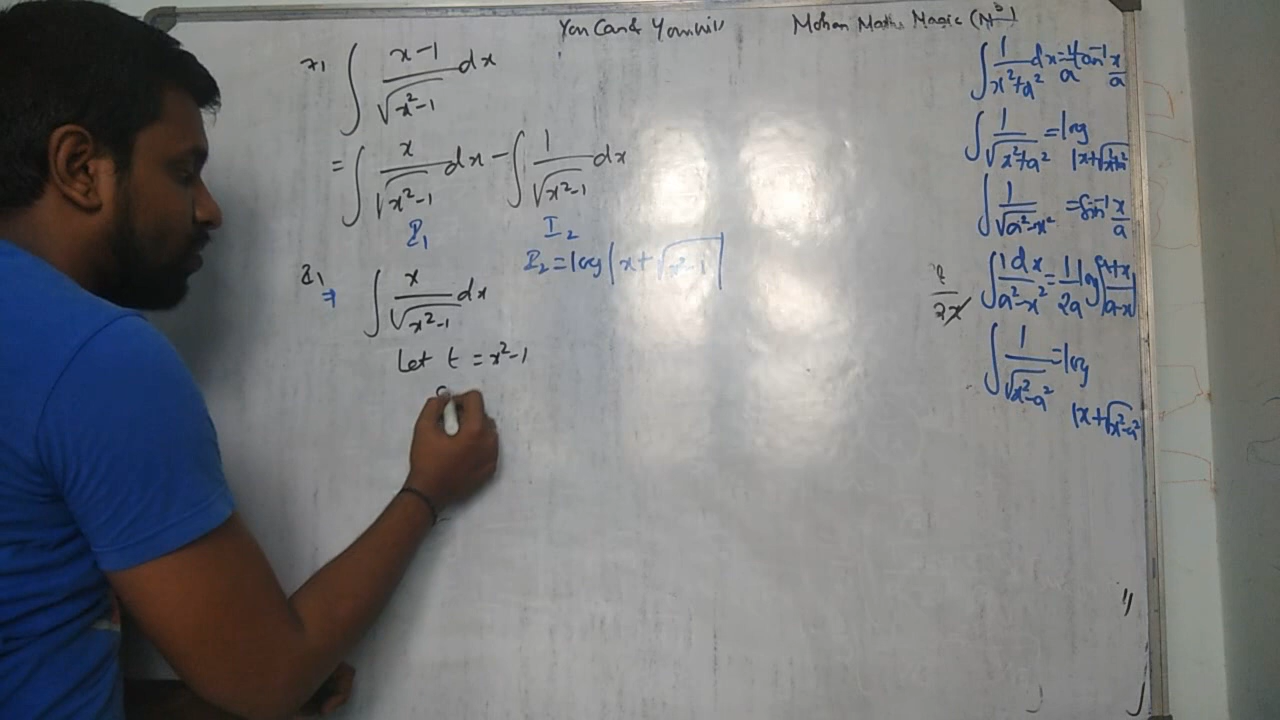 You Can & You Will Mohan Maths Magic (M³)
7) ∫ x-1/√x²-1 dx
= ∫ x/√x²-1 dx - ∫ 1/√x²-1 dx
I₁ I₂
I₂ = log|x+√x²-1|
I₁ ⇒ ∫ x/√x²-1 dx
Let t = x²-1
∫ 1/x²+a² dx = 1/a tan⁻¹ x/a
∫ 1/√x²+a² = log |x+√x²+a²
∫ 1/√a²-x² = sin⁻¹ x/a
∫ 1 dx/a²-x² = 1/2a log|a+x/a-x|
∫ 1/√x²-a² = log |x+√x²-a²